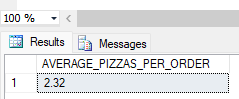 100 %
Results Messages
AVERAGE_PIZZAS_PER_ORDER
1 2.32